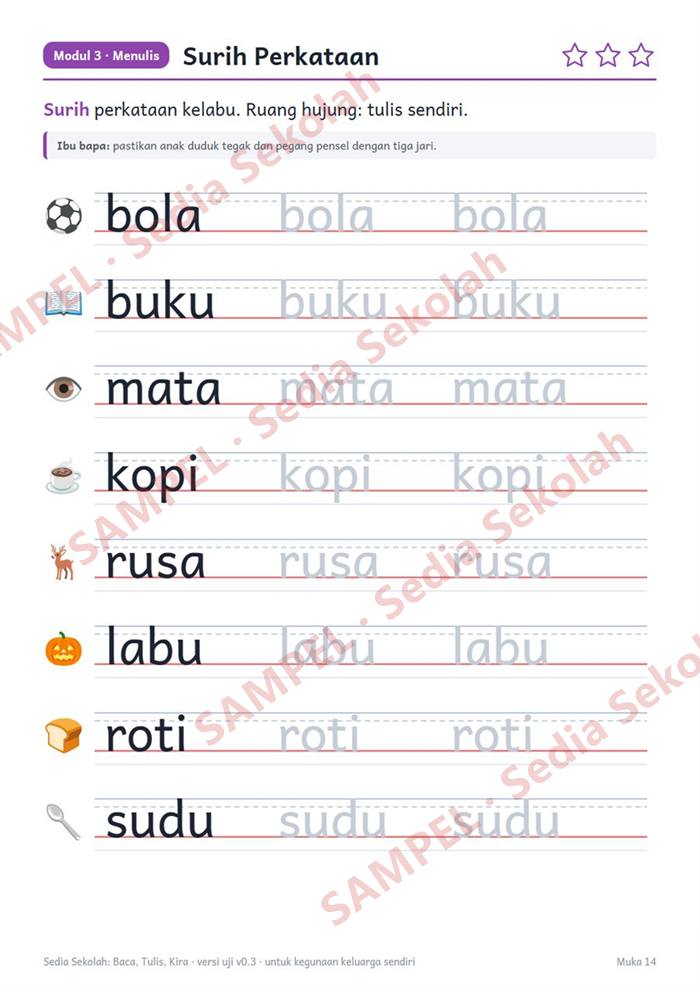 Modul 3 · Menulis Surih Perkataan
Surih perkataan kelabu. Ruang hujung: tulis sendiri.
Ibu bapa: pastikan anak duduk tegak dan pegang pensel dengan tiga jari.
bola bola bola
buku buku buku
mata mata mata
kopi kopi kopi
rusa rusa rusa
labu labu labu
roti roti roti
sudu sudu sudu
SAMPEL · Sedia Sekolah
SAMPEL · Sedia Sekolah
SAMPEL · Sedia Sekolah
SAMPEL · Sedia Sekolah
SAMPEL · Sedia Sekolah
Sedia Sekolah: Baca, Tulis, Kira · versi uji v0.3 · untuk kegunaan keluarga sendiri
Muka 14